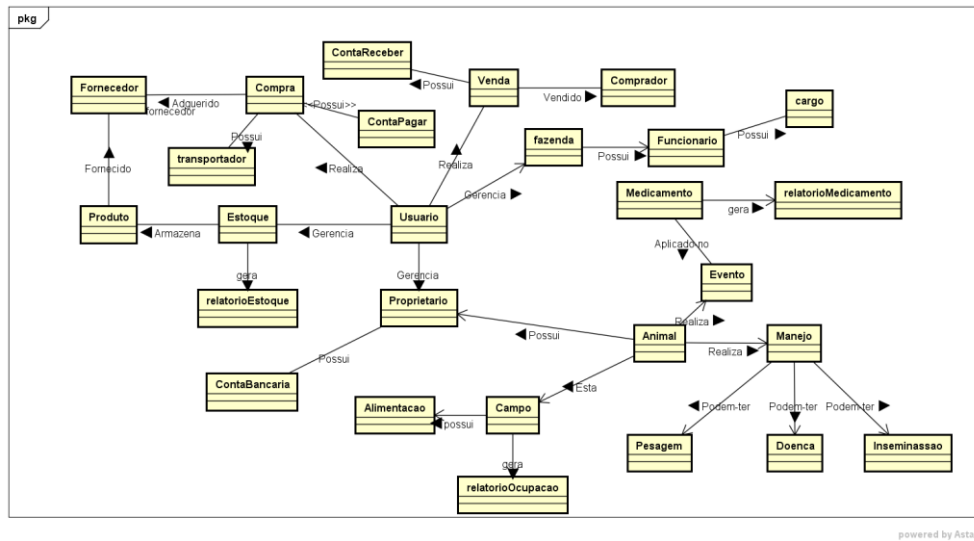 pkg
ContaReceber
Venda
Comprador
Possui
Vendido
Fornecedor
Compra
Adquerido
fornecedor
<<Possui>>
ContaPagar
cargo
Possui
transportador
fazenda
Funcionario
Possui
Possui
Fornecido
Realiza
Realiza
Gerencia
Medicamento
relatorioMedicamento
gera
Produto
Estoque
Usuario
Armazena
Gerencia
Aplicado-no
gera
Gerencia
Evento
relatorioEstoque
Proprietario
Realiza
Animal
Manejo
Possui
Realiza
Possui
ContaBancaria
Esta
Alimentacao
Campo
possui
Podem-ter
Podem-ter
Podem-ter
Pesagem
Doenca
Inseminassao
gera
relatorioOcupacao
powered by Asta